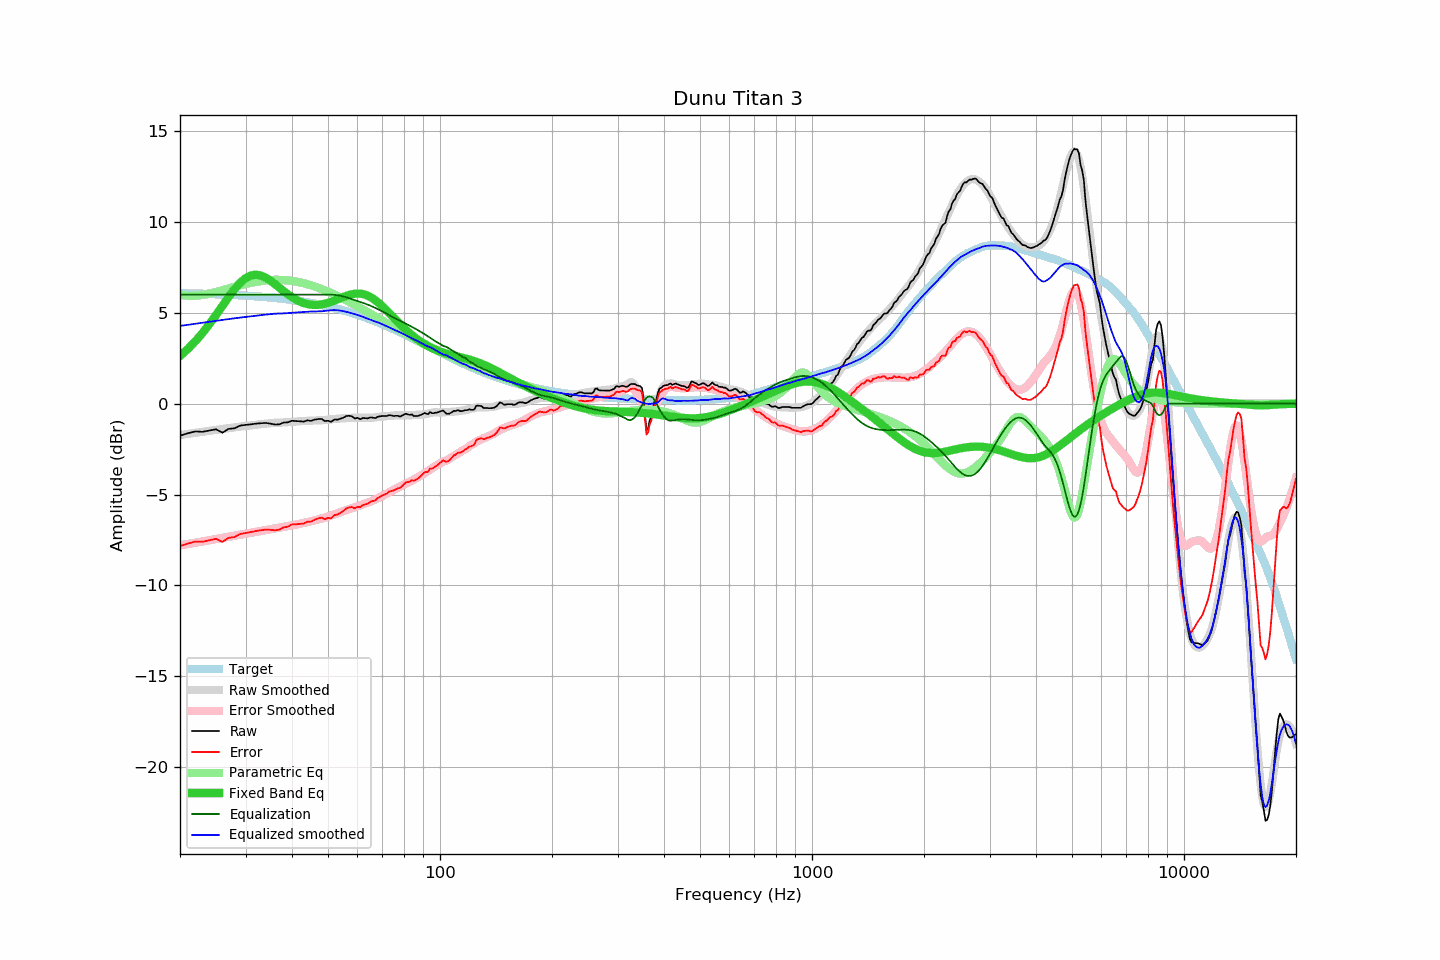 Dunu Titan 3
15
10
5
0
−5
−10
−15
−20
Amplitude (dBr)
100
1000
10000
Frequency (Hz)
Target
Raw Smoothed
Error Smoothed
Raw
Error
Parametric Eq
Fixed Band Eq
Equalization
Equalized smoothed